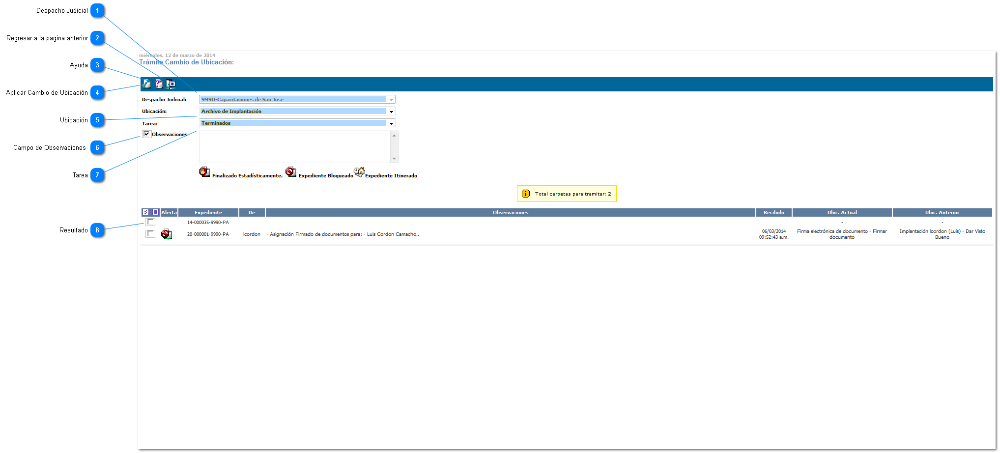 Despacho Judicial 1
Regresar a la pagina anterior 2
Ayuda 3
Aplicar Cambio de Ubicación 4
Ubicación 5
Campo de Observaciones 6
Tarea 7
Resultado 8
miércoles, 12 de marzo de 2014
Trámite Cambio de Ubicación:
Despacho Judicial: 9990-Capacitaciones de San Jose
Ubicación: Archivo de Implantación
Tarea: Terminados
Observaciones
Finalizado Estadísticamente. Expediente Bloqueado Expediente Itinerado
Total carpetas para tramitar: 2
Alerta Expediente De Observaciones Recibido Ubic. Actual Ubic. Anterior
14-000035-9990-PA - -
20-000001-9990-PA lcordon - Asignación Firmado de documentos para: - Luis Cordon Camacho,. 06/03/2014 Firma electrónica de documento - Firmar Implantación lcordon (Luis) - Dar Visto
09:52:43 a.m. documento Bueno